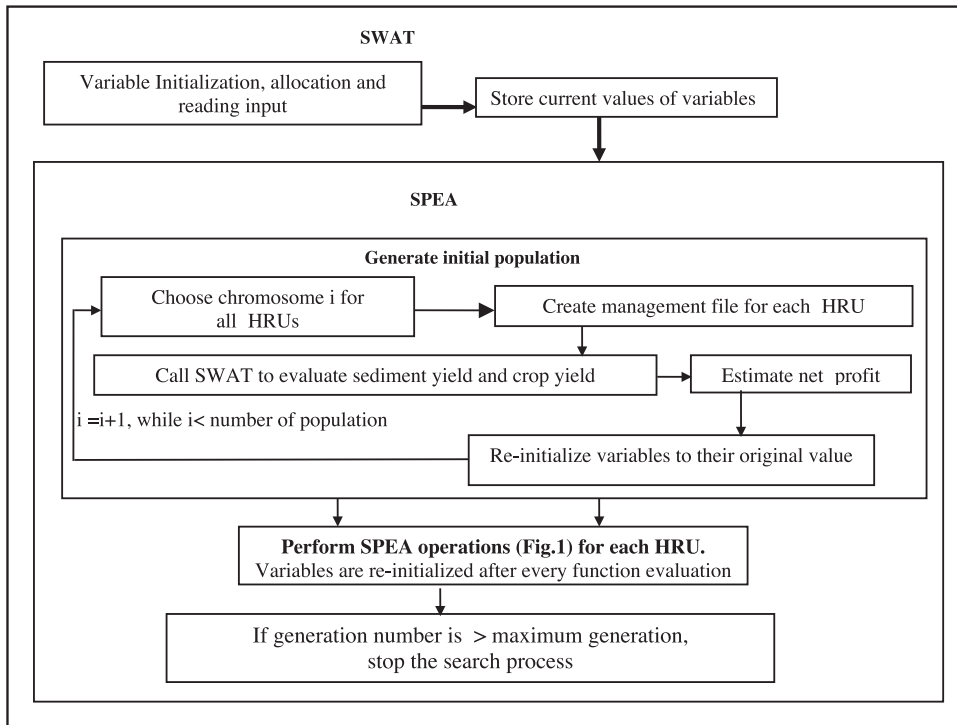 SWAT
Variable Initialization, allocation and
reading input
Store current values of variables
SPEA
Generate initial population
Choose chromosome i for
all HRUs
Create management file for each HRU
Call SWAT to evaluate sediment yield and crop yield
Estimate net profit
i =i+1, while i< number of population
Re-initialize variables to their original value
Perform SPEA operations (Fig.1) for each HRU.
Variables are re-initialized after every function evaluation
If generation number is > maximum generation,
stop the search process